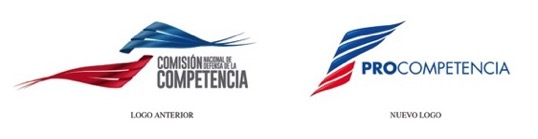 COMISIÓN NACIONAL DE
DEFENSA DE LA
COMPETENCIA
PROCOMPETENCIA
LOGO ANTERIOR
NUEVO LOGO